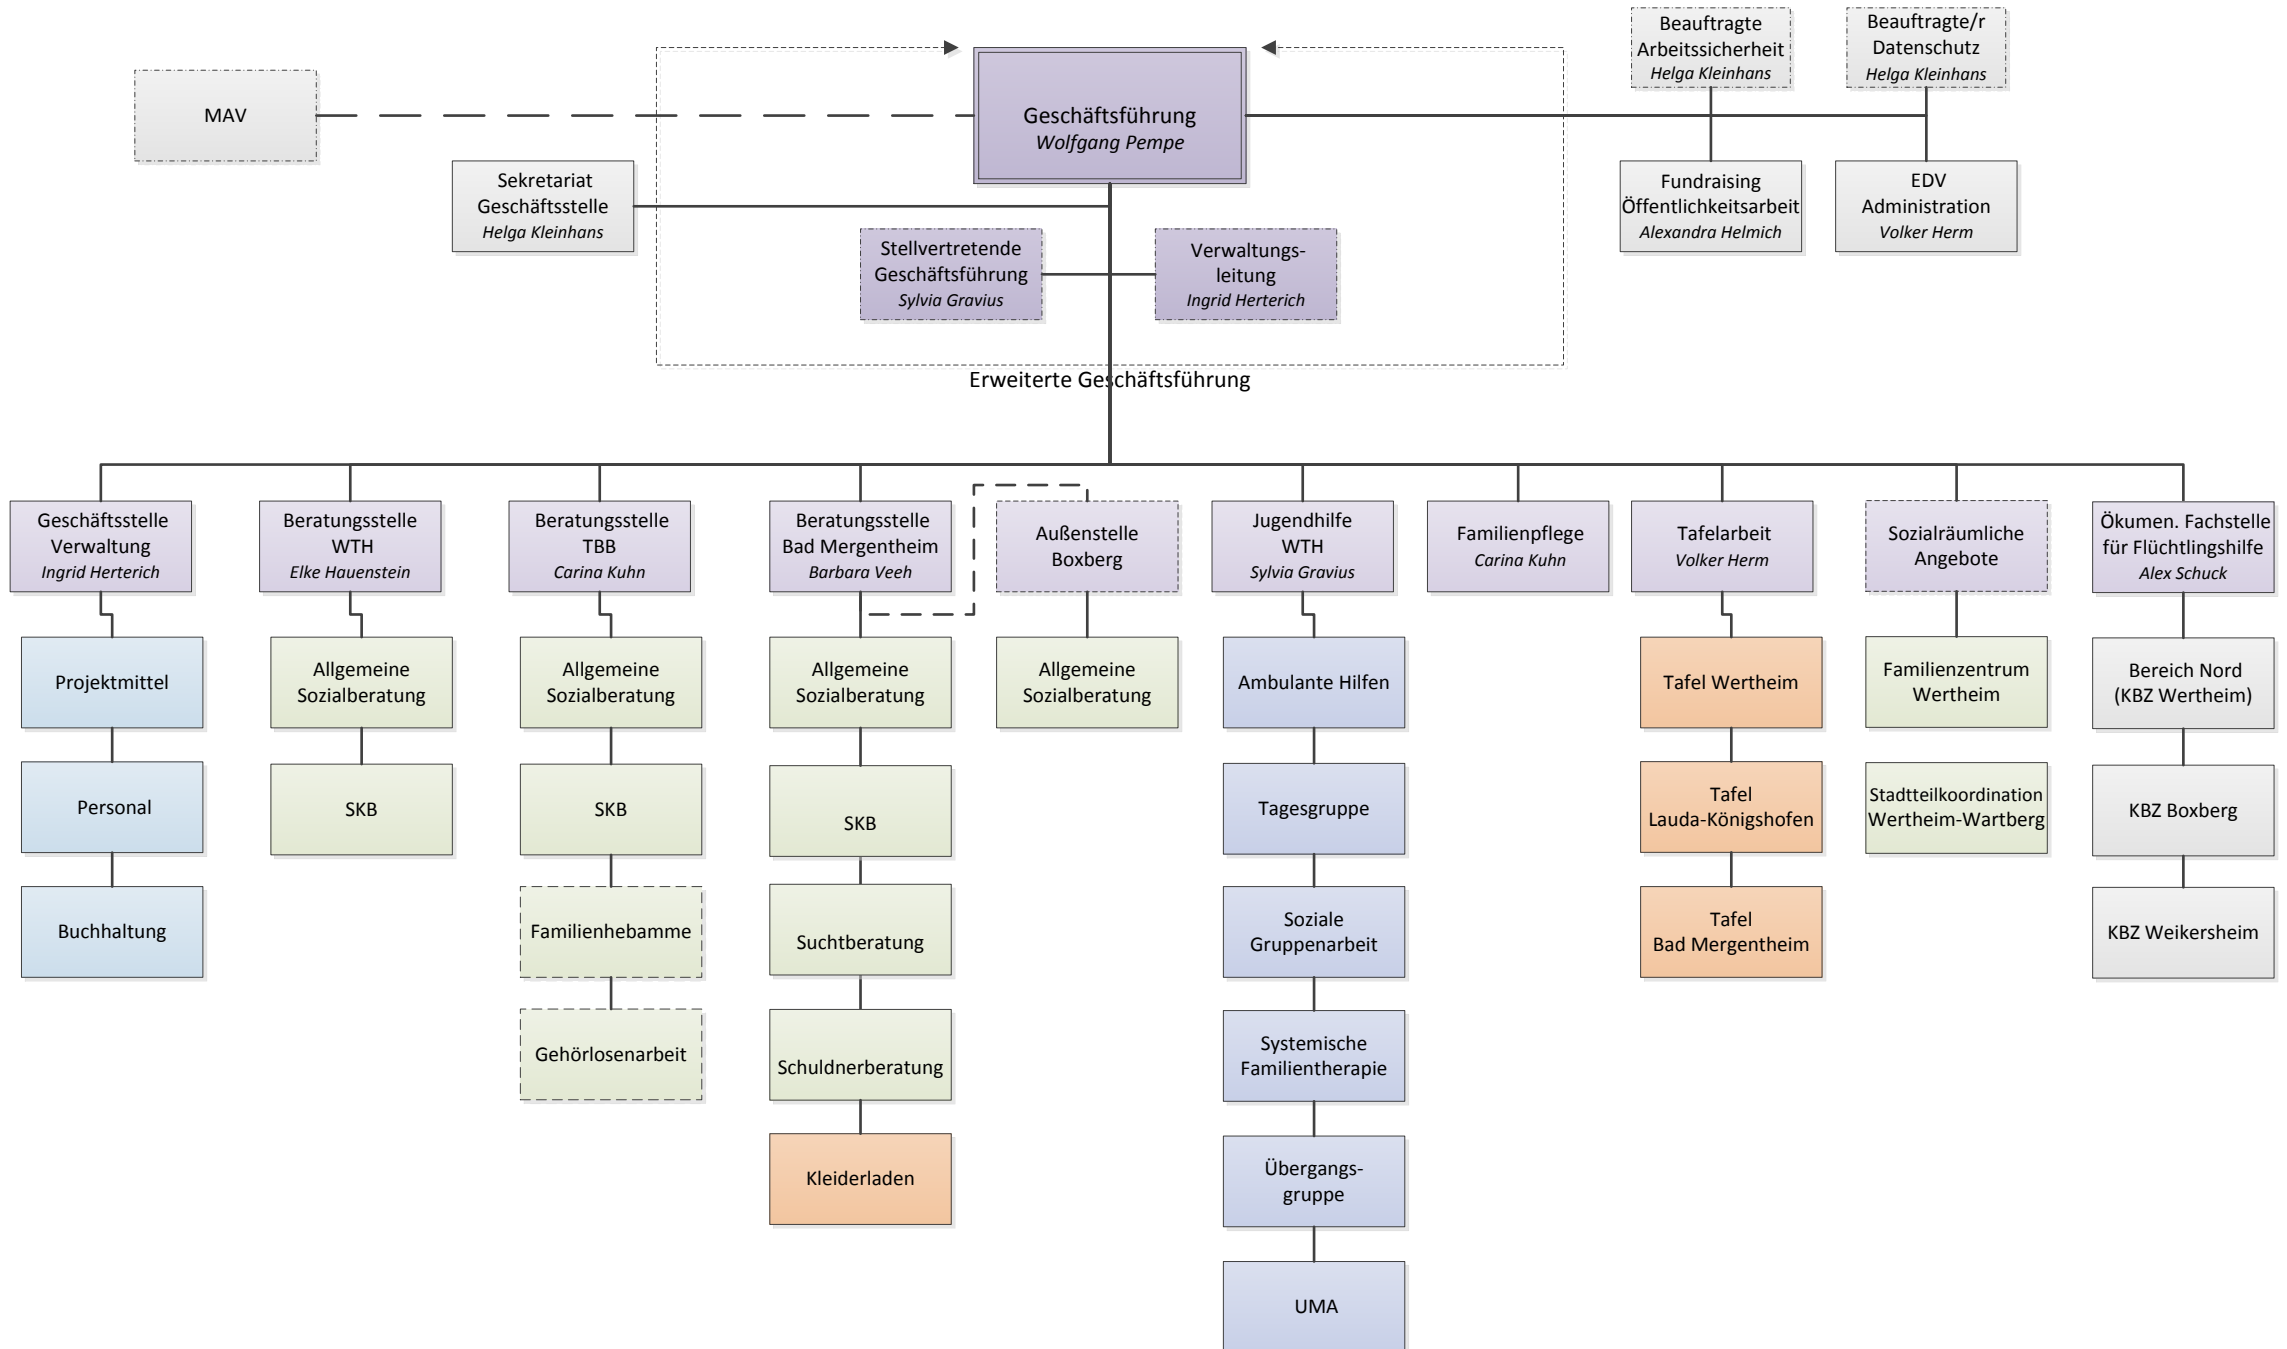 Beauftragte
Arbeitssicherheit
Helga Kleinhans
Beauftragte/r
Datenschutz
Helga Kleinhans
MAV
Geschäftsführung
Wolfgang Pempe
Sekretariat
Geschäftsstelle
Helga Kleinhans
Fundraising
Öffentlichkeitsarbeit
Alexandra Helmich
EDV
Administration
Volker Herm
Stellvertretende
Geschäftsführung
Sylvia Gravius
Verwaltungs-
leitung
Ingrid Herterich
Erweiterte Geschäftsführung
Geschäftsstelle
Verwaltung
Ingrid Herterich
Projektmittel
Personal
Buchhaltung
Beratungsstelle
WTH
Elke Hauenstein
Allgemeine
Sozialberatung
SKB
Beratungsstelle
TBB
Carina Kuhn
Allgemeine
Sozialberatung
SKB
Familienhebamme
Gehörlosenarbeit
Beratungsstelle
Bad Mergentheim
Barbara Veeh
Allgemeine
Sozialberatung
SKB
Suchtberatung
Schuldnerberatung
Kleiderladen
Außenstelle
Boxberg
Allgemeine
Sozialberatung
Jugendhilfe
WTH
Sylvia Gravius
Ambulante Hilfen
Tagesgruppe
Soziale
Gruppenarbeit
Systemische
Familientherapie
Übergangs-
gruppe
UMA
Familienpflege
Carina Kuhn
Tafelarbeit
Volker Herm
Tafel Wertheim
Tafel
Lauda-Königshofen
Tafel
Bad Mergentheim
Sozialräumliche
Angebote
Familienzentrum
Wertheim
Stadtteilkoordination
Wertheim-Wartberg
Ökumen. Fachstelle
für Flüchtlingshilfe
Alex Schuck
Bereich Nord
(KBZ Wertheim)
KBZ Boxberg
KBZ Weikersheim